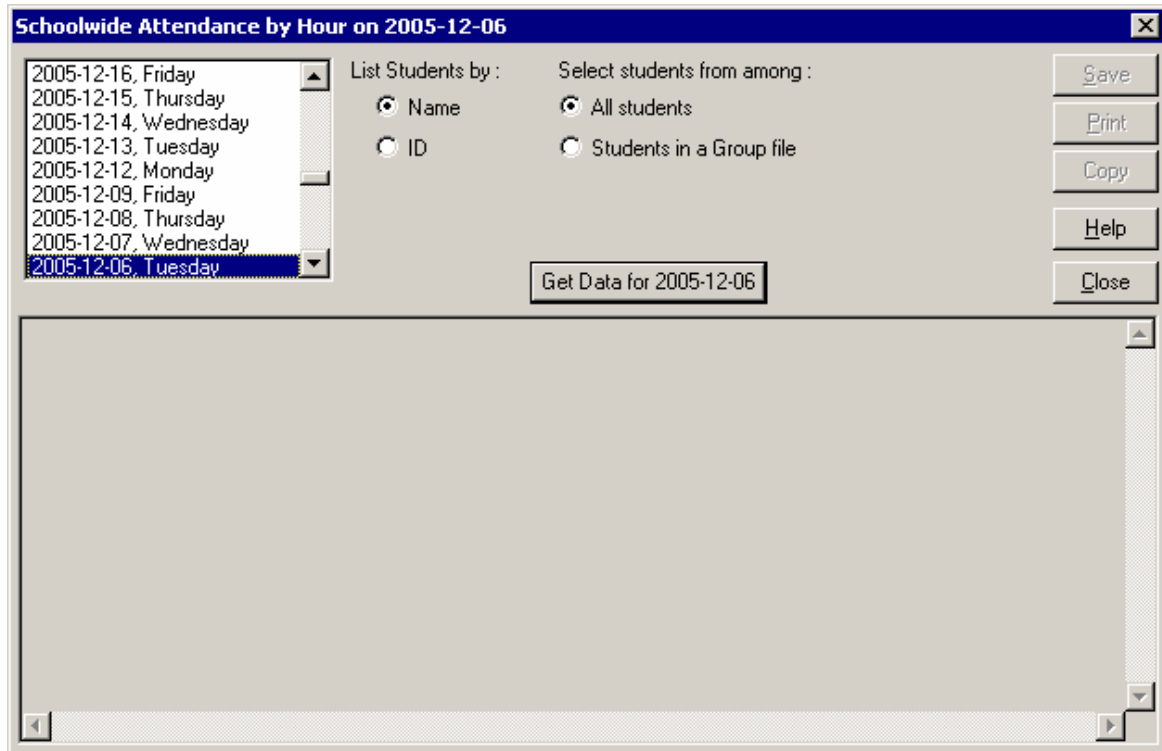 Schoolwide Attendance by Hour on 2005-12-06
2005-12-16, Friday
2005-12-15, Thursday
2005-12-14, Wednesday
2005-12-13, Tuesday
2005-12-12, Monday
2005-12-09, Friday
2005-12-08, Thursday
2005-12-07, Wednesday
2005-12-06, Tuesday
List Students by :
Name
ID
Select students from among :
All students
Students in a Group file
Get Data for 2005-12-06
Save
Print
Copy
Help
Close